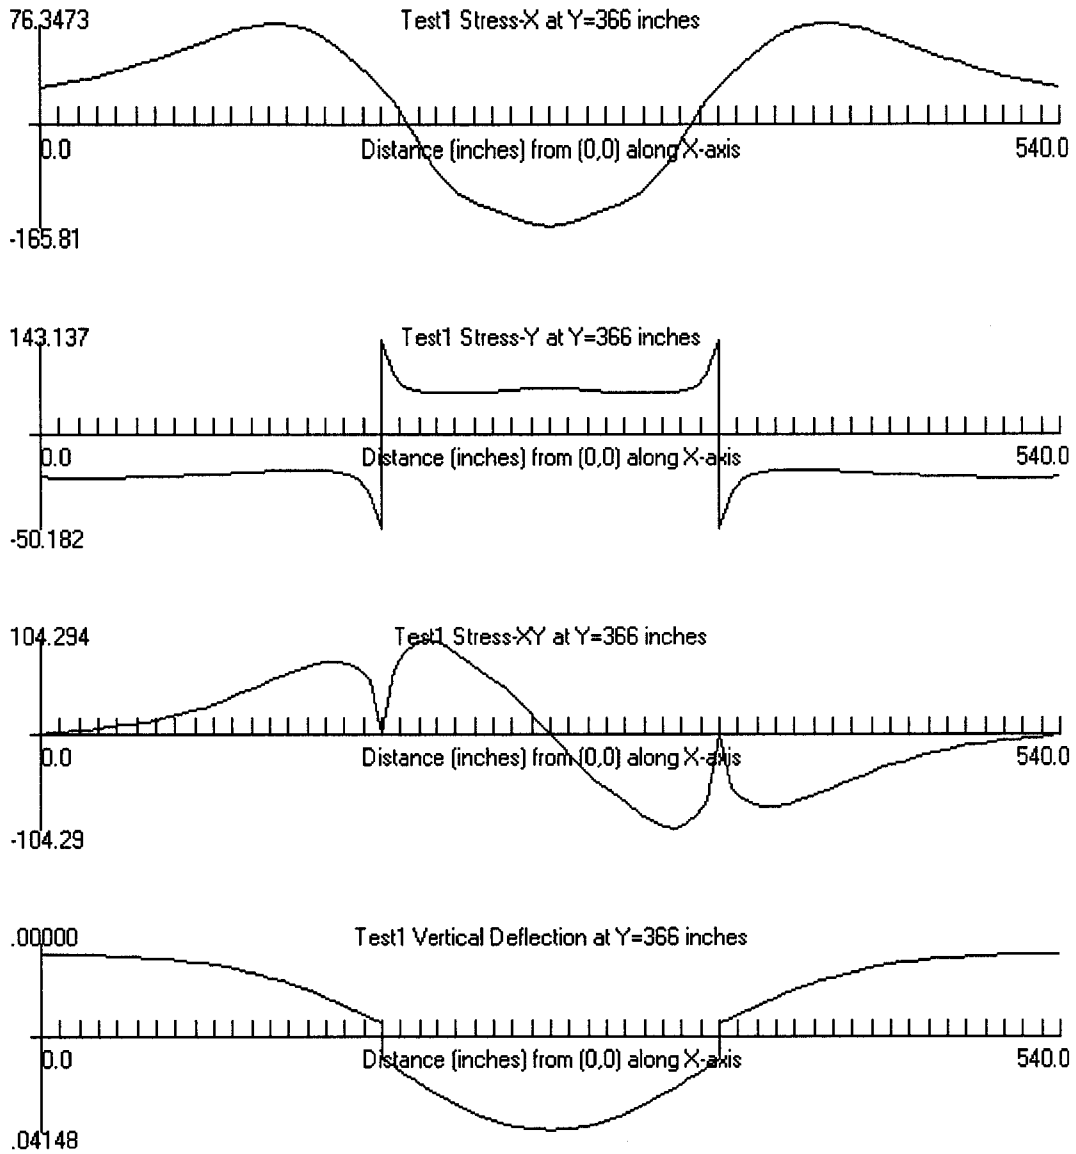 76.3473
Test1 Stress-X at Y=366 inches
0.0 Distance (inches) from (0,0) along X-axis 540.0
-165.81
143.137
Test1 Stress-Y at Y=366 inches
0.0 Distance (inches) from (0,0) along X-axis 540.0
-50.182
104.294
Test1 Stress-XY at Y=366 inches
0.0 Distance (inches) from (0,0) along X-axis 540.0
-104.29
.00000
Test1 Vertical Deflection at Y=366 inches
0.0 Distance (inches) from (0,0) along X-axis 540.0
.04148